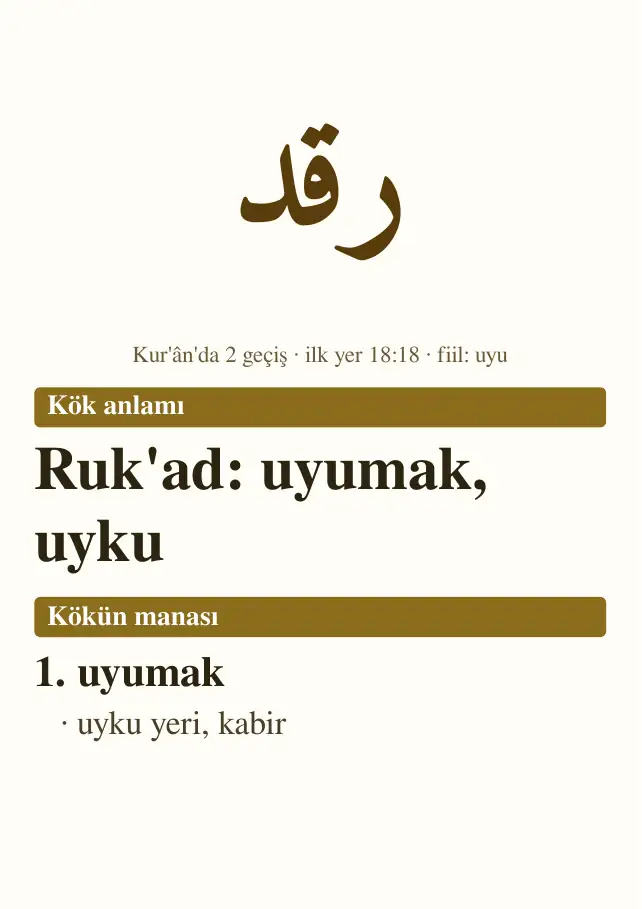 رقد
Kur'ân'da 2 geçiş · ilk yer 18:18 · fiil: uyu
Kök anlamı
Ruk'ad: uyumak,
uyku
Kökün manası
1. uyumak
· uyku yeri, kabir